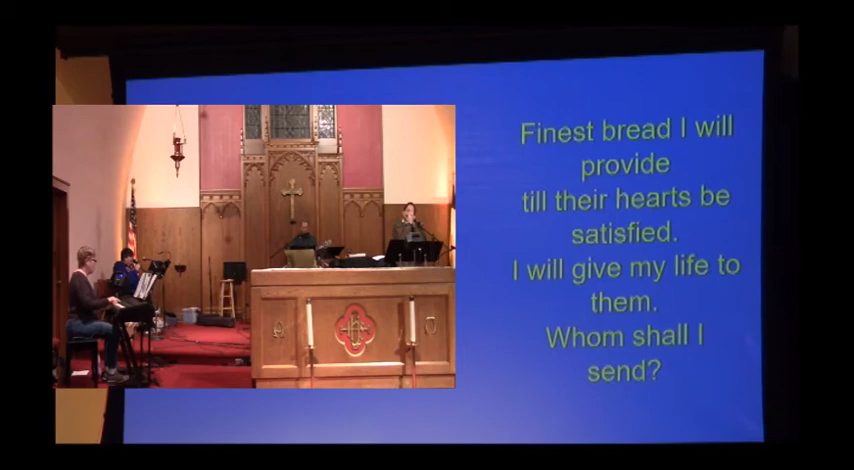 Finest bread I will
provide
till their hearts be
satisfied.
I will give my life to
them.
Whom shall I
send?